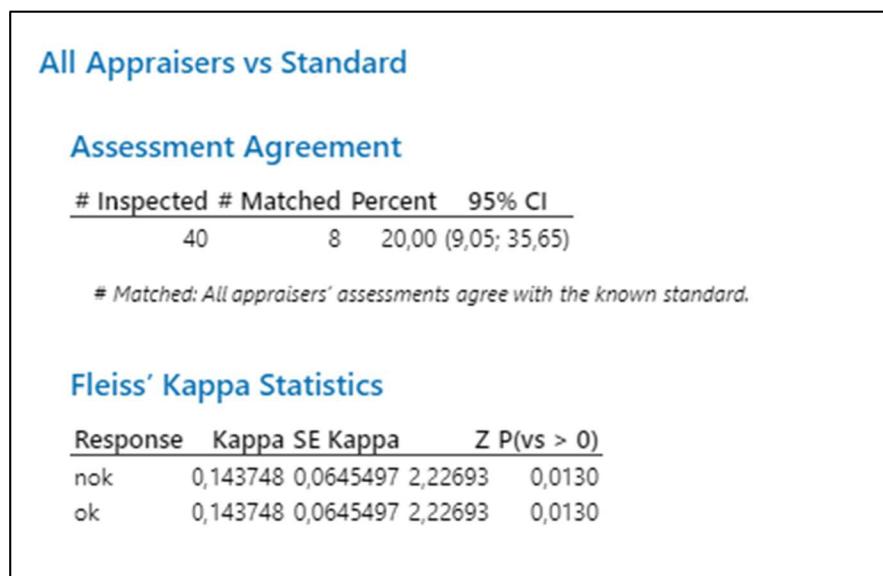 All Appraisers vs Standard
Assessment Agreement
# Inspected # Matched Percent 95% CI
40 8 20,00 (9,05; 35,65)
# Matched: All appraisers' assessments agree with the known standard.
Fleiss' Kappa Statistics
Response Kappa SE Kappa Z P(vs > 0)
nok 0,143748 0,0645497 2,22693 0,0130
ok 0,143748 0,0645497 2,22693 0,0130